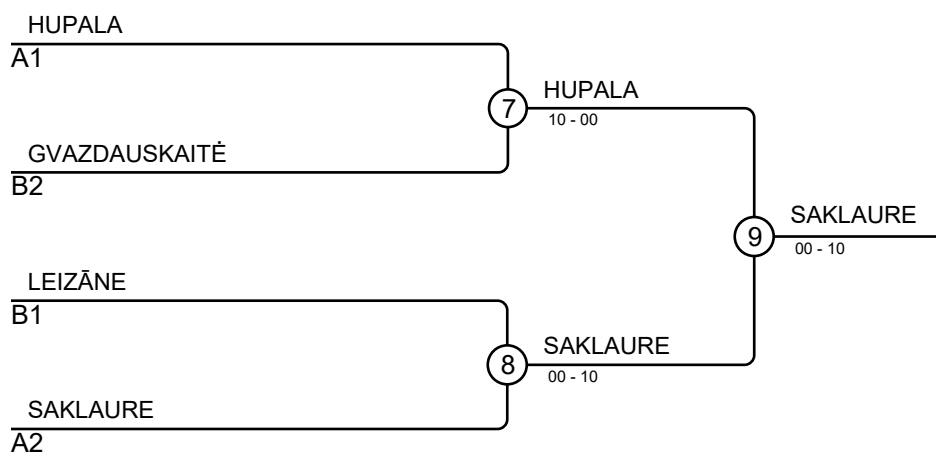 HUPALA
A1
7
HUPALA
10 - 00
GVAZDAUSKAITĖ
B2
9
SAKLAURE
00 - 10
LEIZĀNE
B1
8
SAKLAURE
00 - 10
SAKLAURE
A2